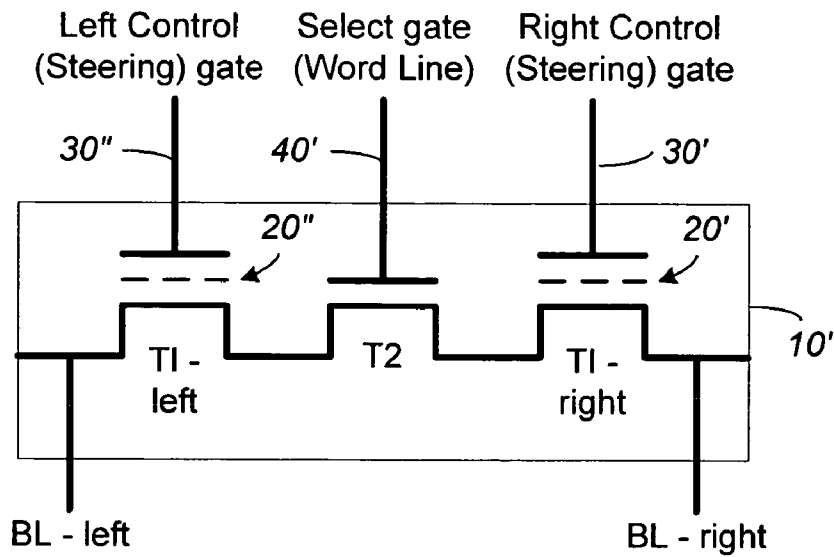 Left Control
(Steering) gate
Select gate
(Word Line)
Right Control
(Steering) gate
30"
40'
30'
20"
20'
10'
TI -
left
T2
TI -
right
BL - left
BL - right